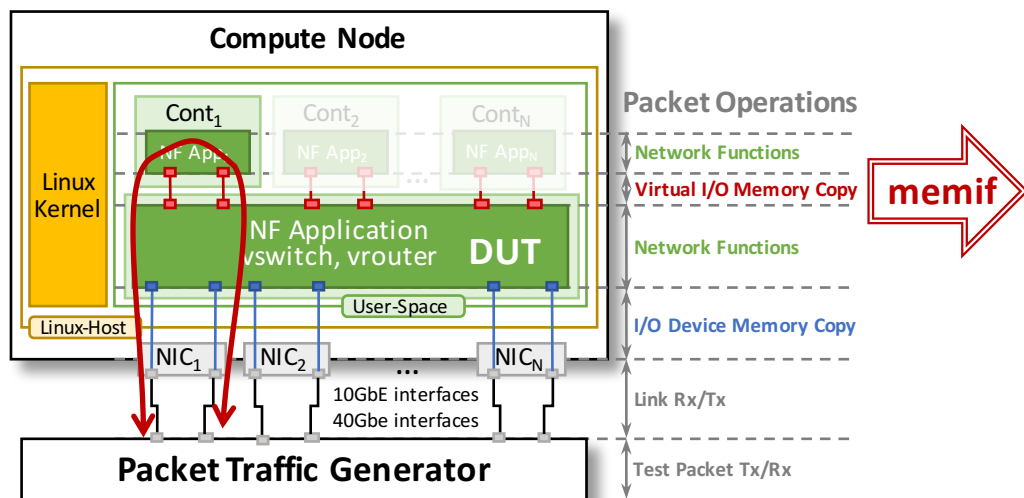 Compute Node
Cont1
Cont2
ContN
NF App1
NF App2
NF AppN
...
Linux
Kernel
NF Application
vswitch, vrouter
DUT
User-Space
Linux-Host
NIC1
NIC2
...
NICN
10GbE interfaces
40Gbe interfaces
Packet Traffic Generator
Packet Operations
Network Functions
Virtual I/O Memory Copy
Network Functions
I/O Device Memory Copy
Link Rx/Tx
Test Packet Tx/Rx
memif